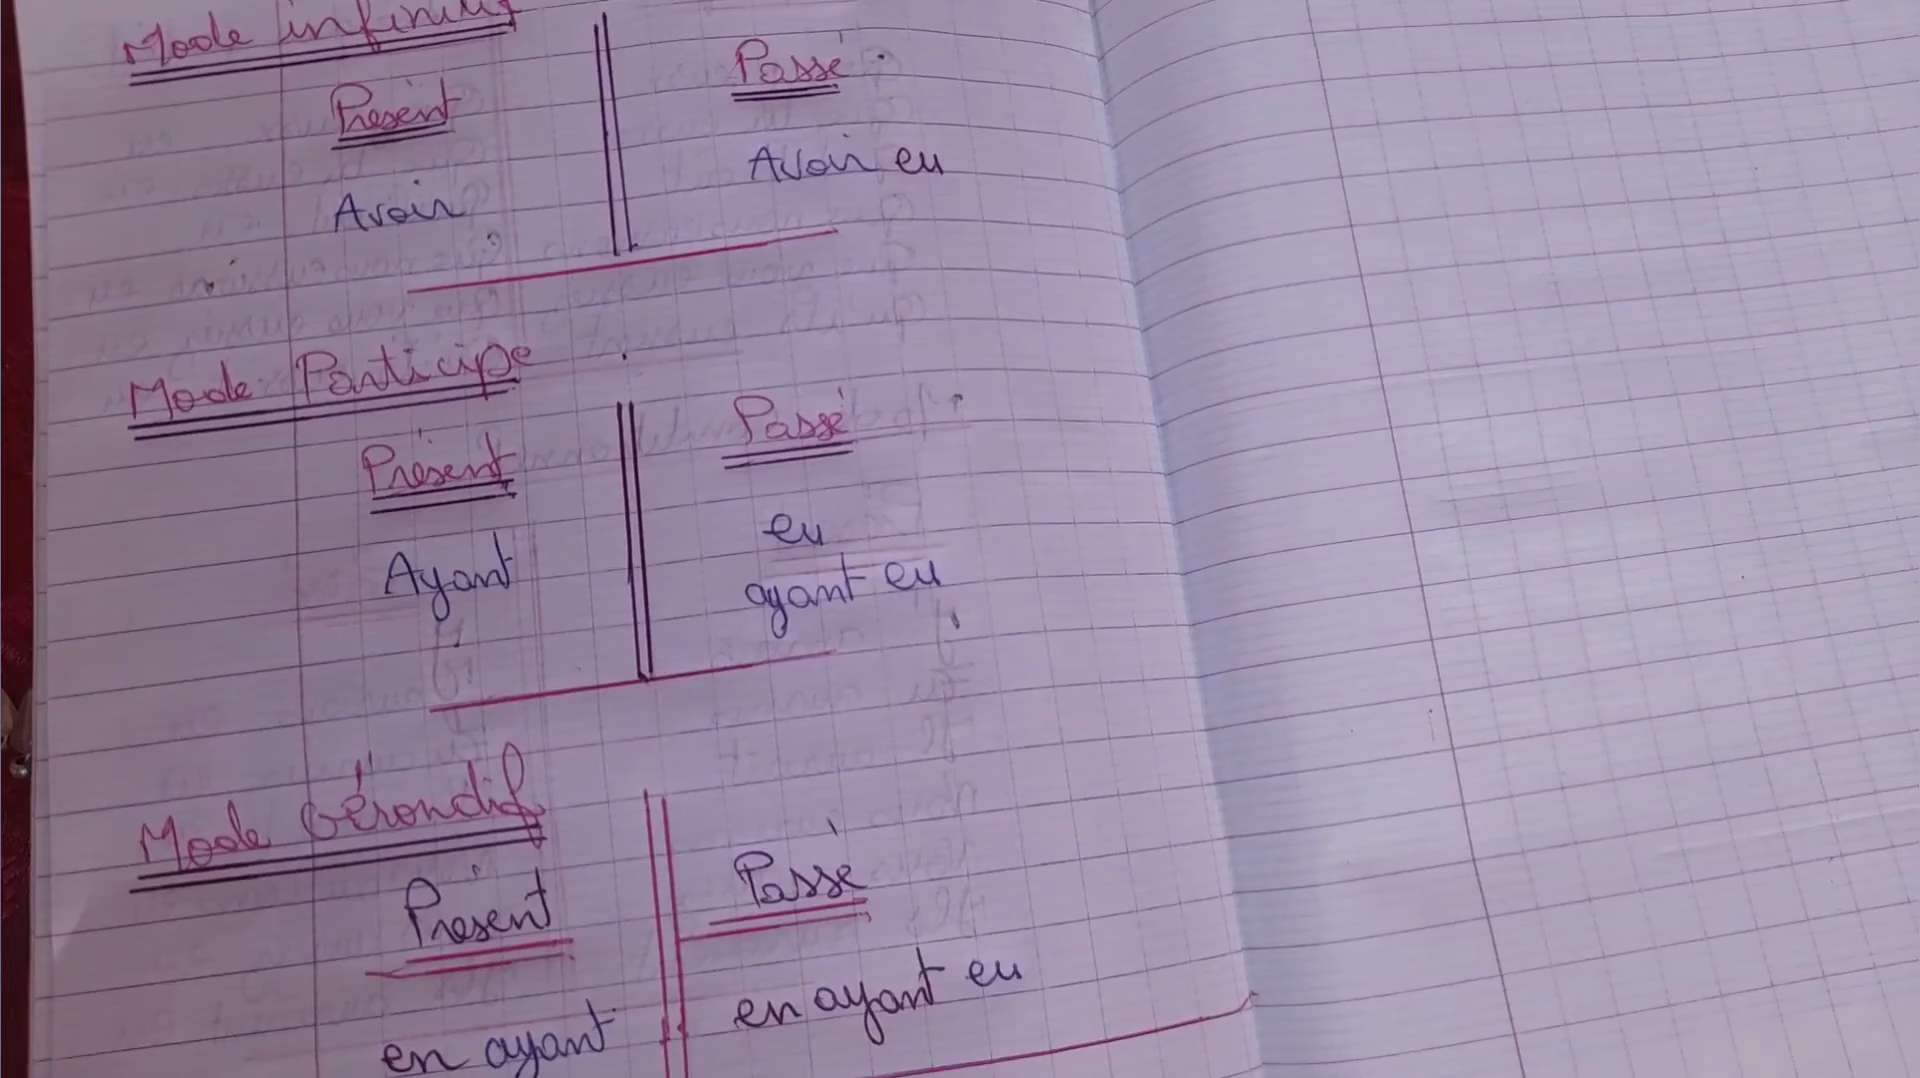 Mode infinitif
Présent
Passé :
Avoir
Avoir eu
Mode Participe
Présent
Passé
Ayant
eu
ayant eu
Mode Gérondif
Présent
Passé
en ayant
en ayant eu